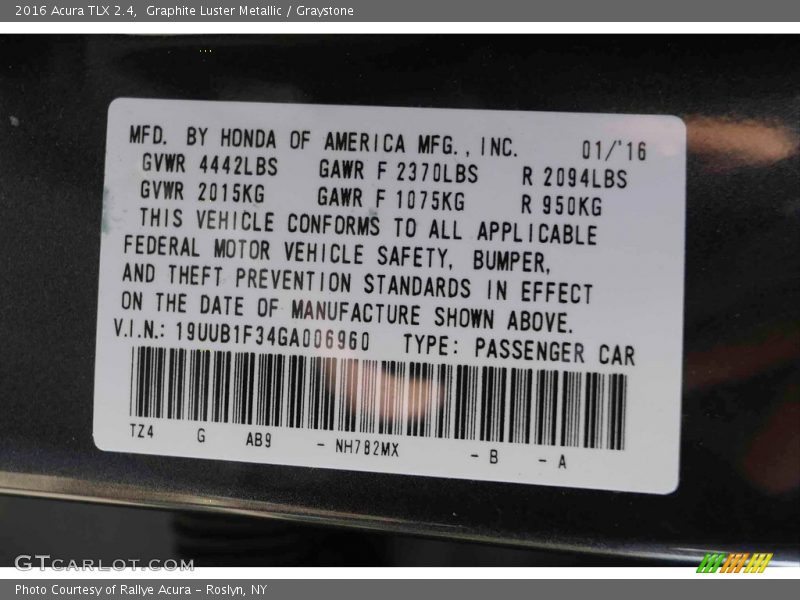 2016 Acura TLX 2.4,  Graphite Luster Metallic / Graystone
MFD. BY HONDA OF AMERICA MFG., INC. 01/'16
GVWR 4442LBS GAWR F 2370LBS R 2094LBS
GVWR 2015KG GAWR F 1075KG R 950KG
THIS VEHICLE CONFORMS TO ALL APPLICABLE
FEDERAL MOTOR VEHICLE SAFETY, BUMPER,
AND THEFT PREVENTION STANDARDS IN EFFECT
ON THE DATE OF MANUFACTURE SHOWN ABOVE.
V.I.N.: 19UUB1F34GA006960 TYPE: PASSENGER CAR
TZ4 G AB9 - NH782MX - B - A
GTCARLOT.COM
Photo Courtesy of Rallye Acura - Roslyn, NY